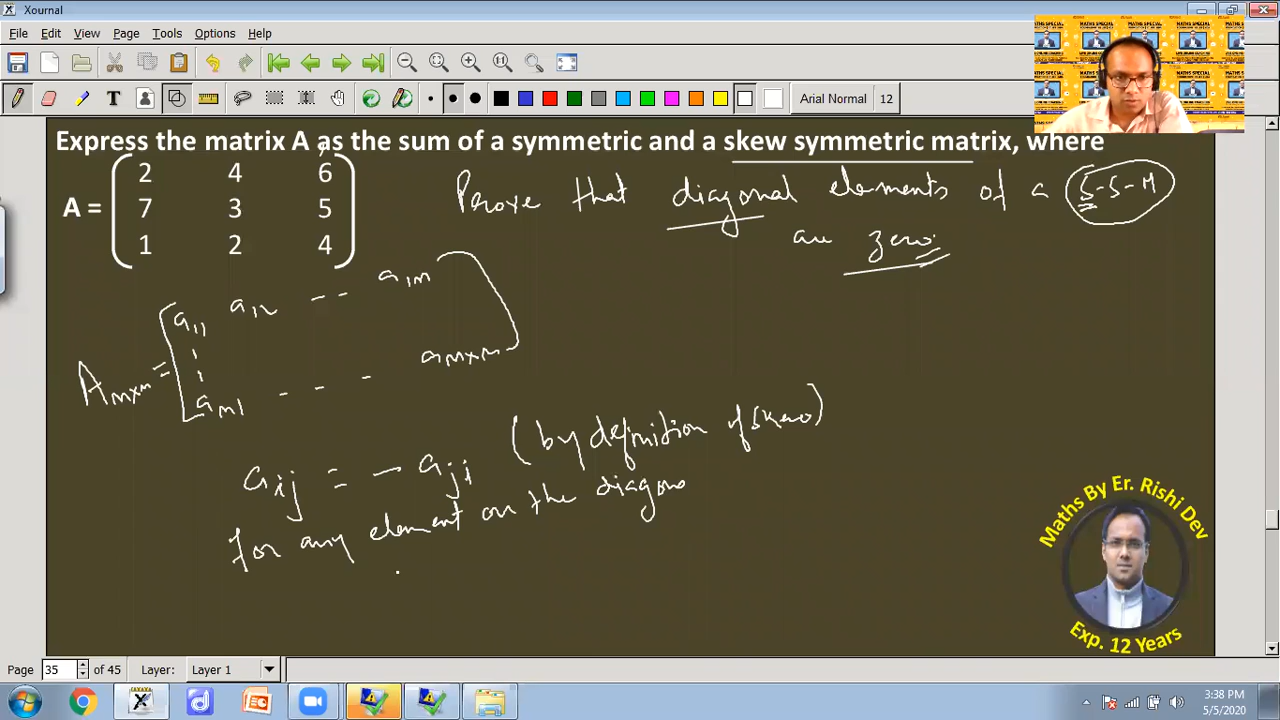 Xournal
File Edit View Page Tools Options Help
Arial Normal 12
Express the matrix A as the sum of a symmetric and a skew symmetric matrix, where
A =
2 4 6
7 3 5
1 2 4
Prove that diagonal elements of a S-S-M
are zero.
A mxm = a11 a12 -- a1m
am1 - - - amxm
aij = - aji (by definition of skew)
for any element on the diagona
Maths By Er. Rishi Dev
Exp. 12 Years
Page 35 of 45 Layer: Layer 1
3:38 PM
5/5/2020